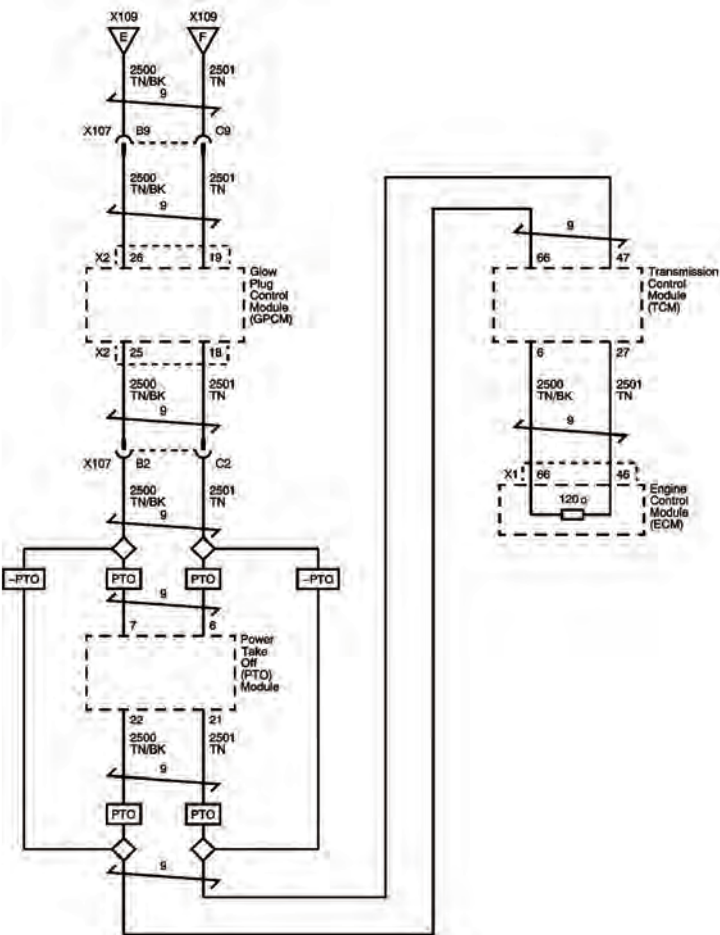 X109 X109
E F
2500 2501
TN/BK TN
9
X107 B9 C9
2500 2501
TN/BK TN
9
X2 26 19
Glow
Plug
Control
Module
(GPCM)
X2 25 18
2500 2501
TN/BK TN
9
X107 B2 C2
2500 2501
TN/BK TN
9
~PTO PTO PTO ~PTO
9
7 6
Power
Take
Off
(PTO)
Module
22 21
2500 2501
TN/BK TN
9
PTO PTO
9
9
66 47
Transmission
Control
Module
(TCM)
6 27
2500 2501
TN/BK TN
9
X1 66 46
120 Ω
Engine
Control
Module
(ECM)